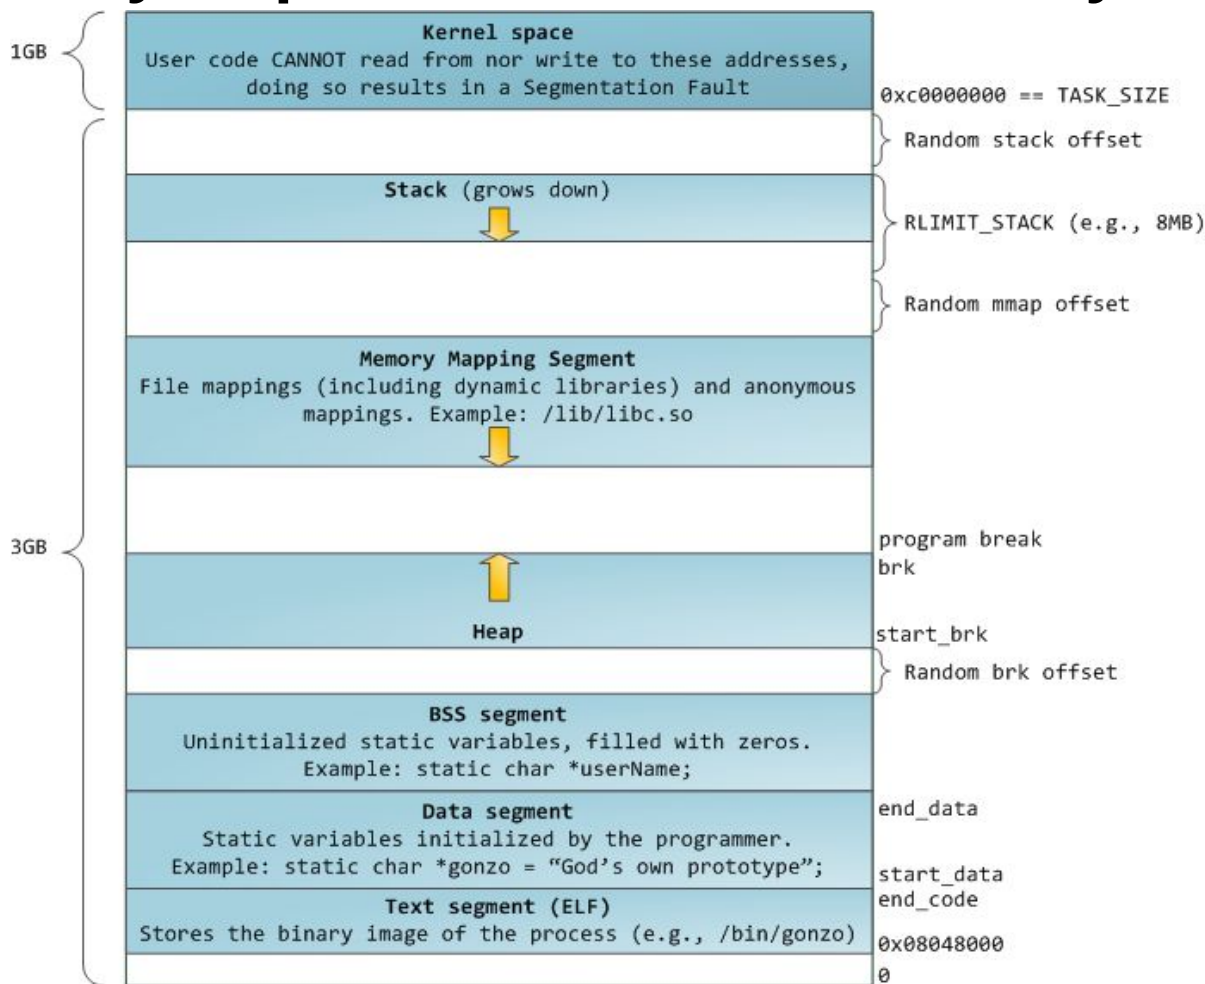 1GB
Kernel space
User code CANNOT read from nor write to these addresses,
doing so results in a Segmentation Fault
0xc0000000 == TASK_SIZE
Random stack offset
Stack (grows down)
RLIMIT_STACK (e.g., 8MB)
Random mmap offset
Memory Mapping Segment
File mappings (including dynamic libraries) and anonymous
mappings. Example: /lib/libc.so
3GB
program break
brk
Heap
start_brk
Random brk offset
BSS segment
Uninitialized static variables, filled with zeros.
Example: static char *userName;
Data segment
end_data
Static variables initialized by the programmer.
Example: static char *gonzo = “God’s own prototype”;
start_data
end_code
Text segment (ELF)
Stores the binary image of the process (e.g., /bin/gonzo)
0x08048000
0